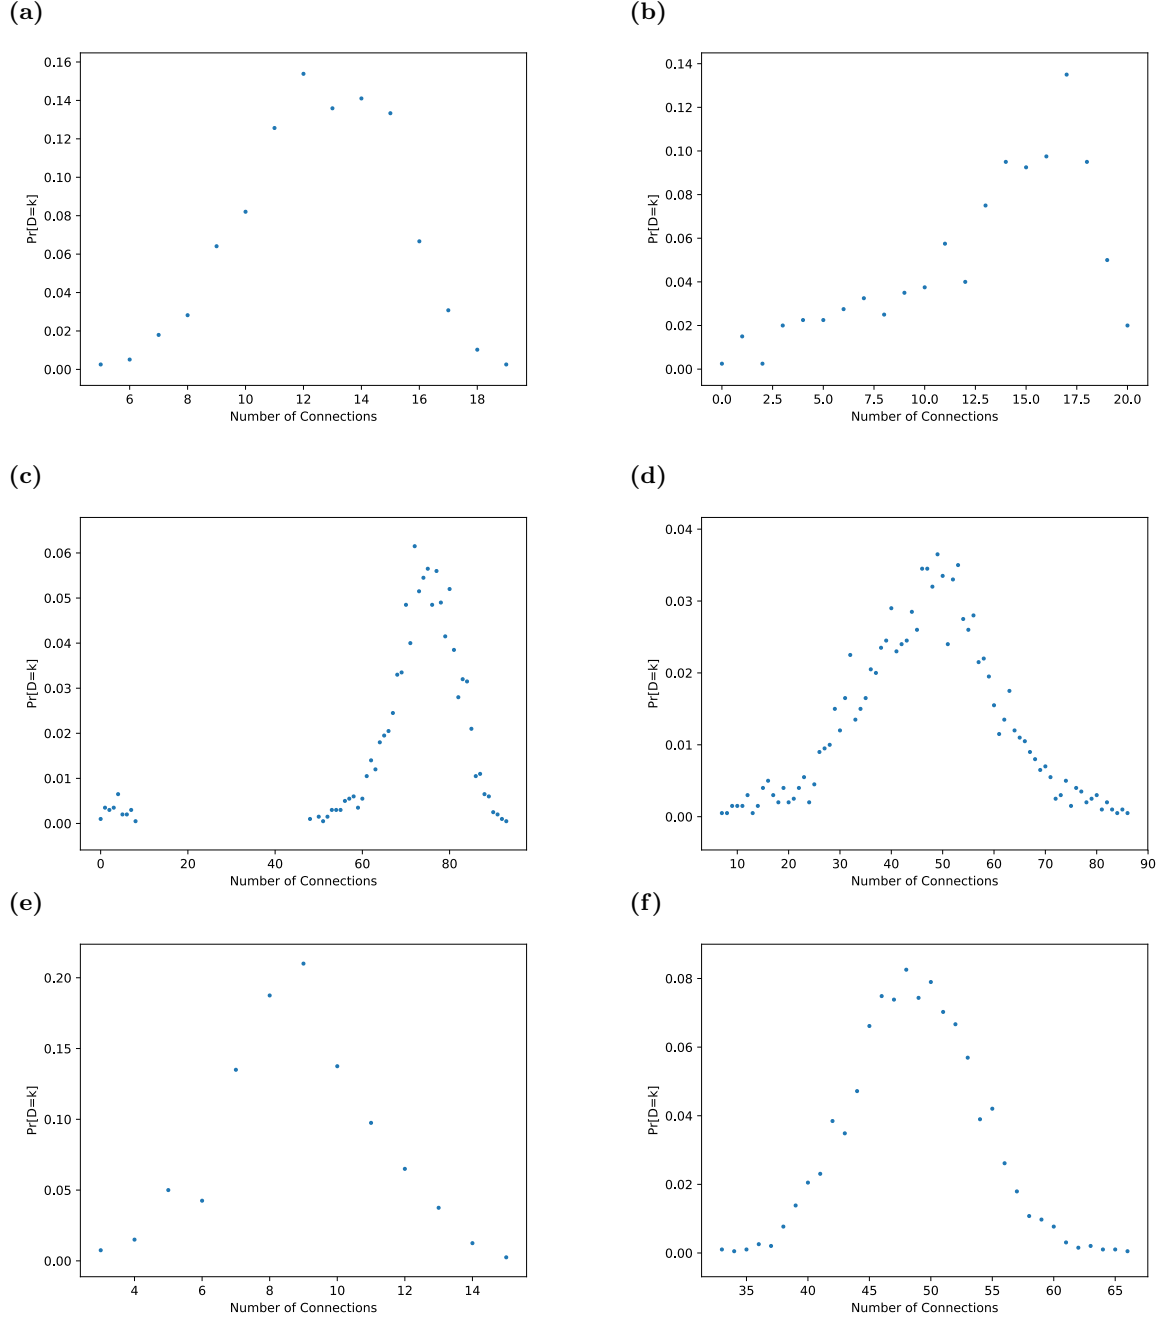 (a)
(b)
0.16
0.14
0.12
0.10
0.08
0.06
0.04
0.02
0.00
Pr[D=k]
6 8 10 12 14 16 18
Number of Connections
0.14
0.12
0.10
0.08
0.06
0.04
0.02
0.00
Pr[D=k]
0.0 2.5 5.0 7.5 10.0 12.5 15.0 17.5 20.0
Number of Connections
(c)
(d)
0.06
0.05
0.04
0.03
0.02
0.01
0.00
Pr[D=k]
0 20 40 60 80
Number of Connections
0.04
0.03
0.02
0.01
0.00
Pr[D=k]
10 20 30 40 50 60 70 80 90
Number of Connections
(e)
(f)
0.20
0.15
0.10
0.05
0.00
Pr[D=k]
4 6 8 10 12 14
Number of Connections
0.08
0.06
0.04
0.02
0.00
Pr[D=k]
35 40 45 50 55 60 65
Number of Connections